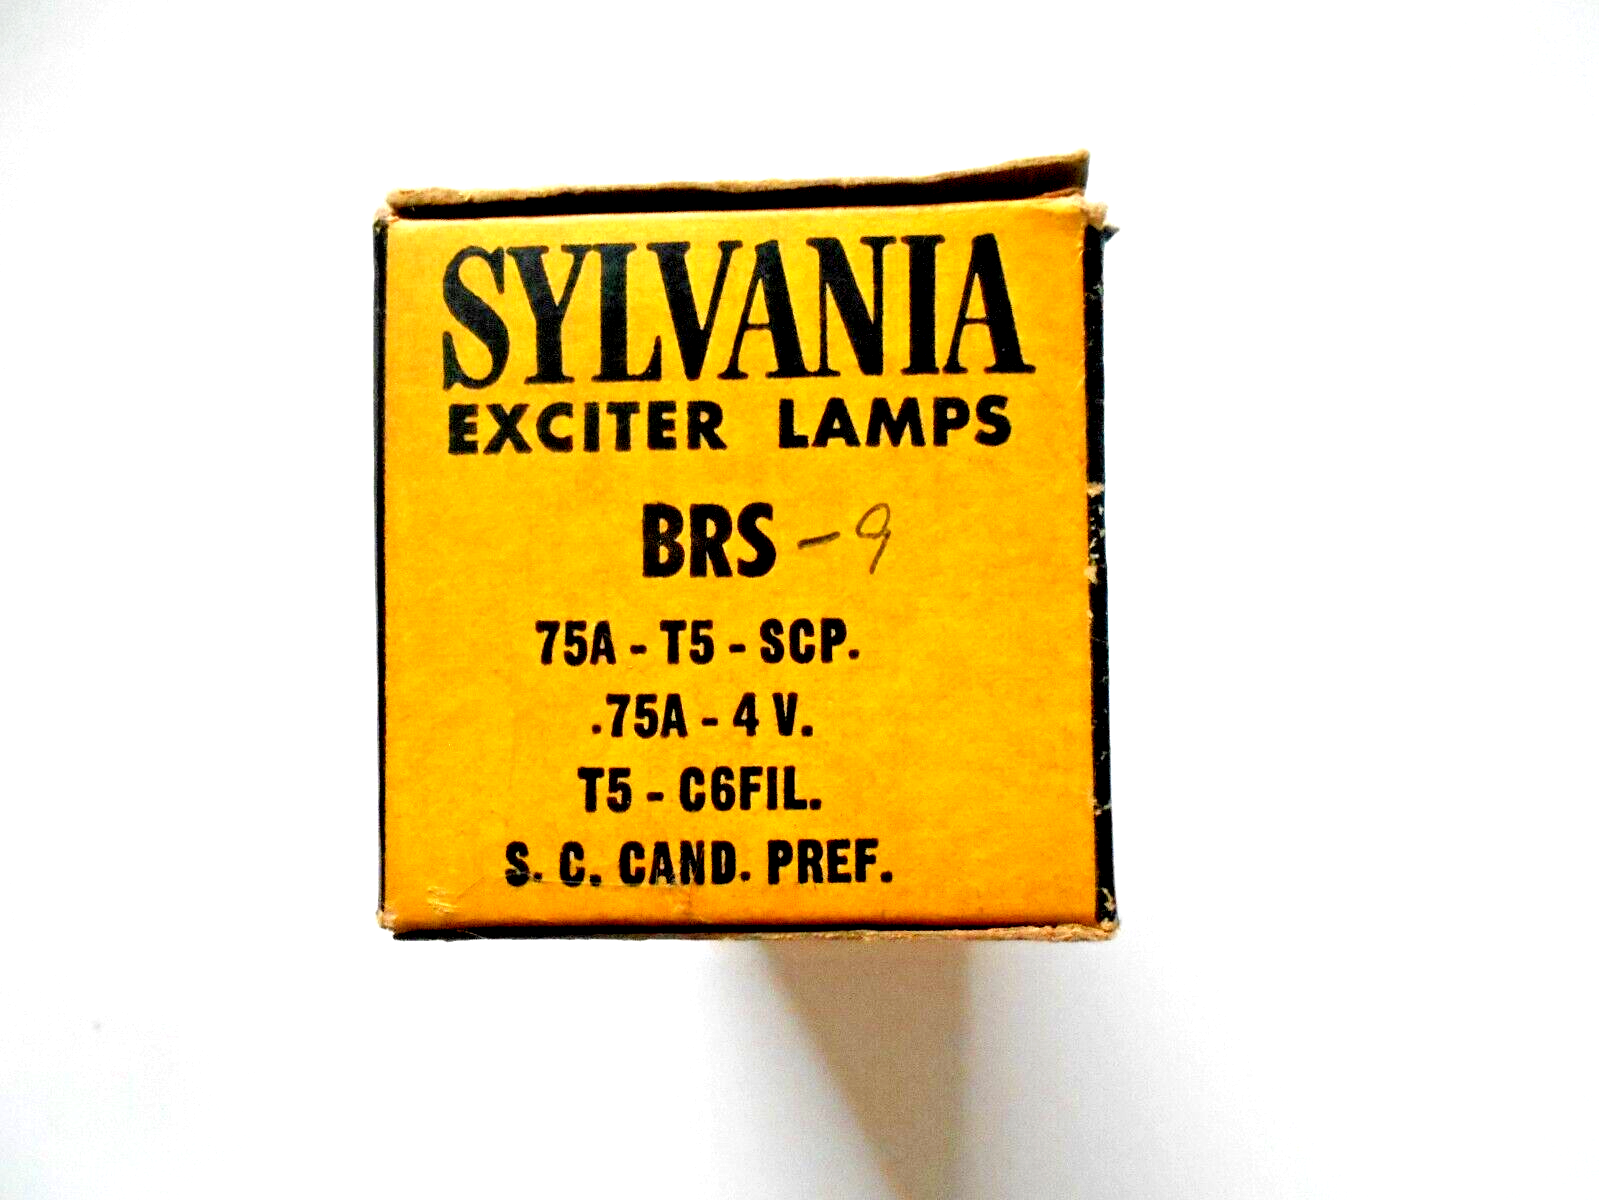 SYLVANIA
EXCITER LAMPS
BRS - 9
75A - T5 - SCP.
.75A - 4 V.
T5 - C6FIL.
S. C. CAND. PREF.